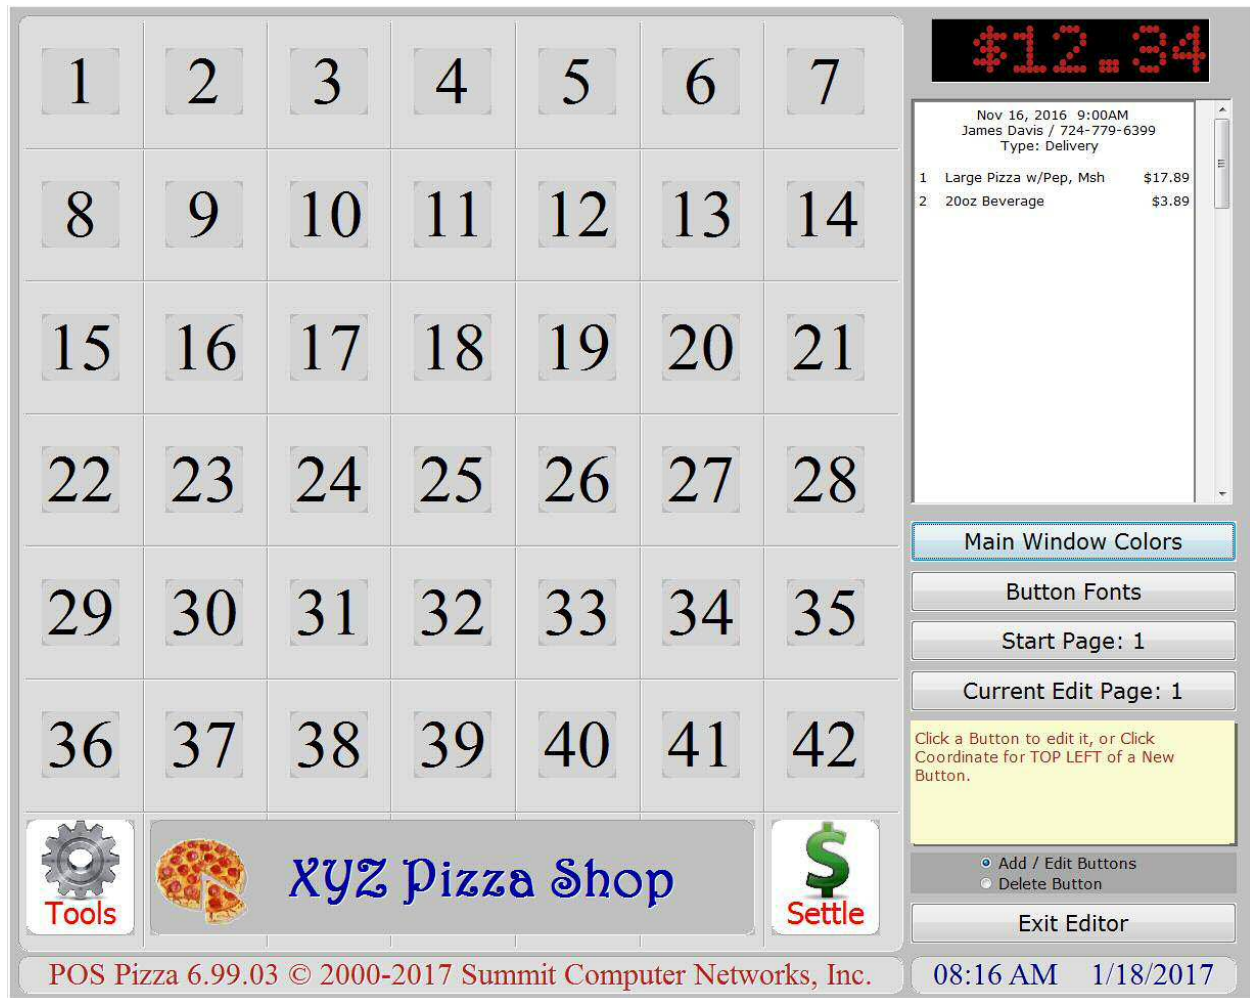 1 2 3 4 5 6 7
8 9 10 11 12 13 14
15 16 17 18 19 20 21
22 23 24 25 26 27 28
29 30 31 32 33 34 35
36 37 38 39 40 41 42
Tools
XYZ Pizza Shop
Settle
POS Pizza 6.99.03 © 2000-2017 Summit Computer Networks, Inc.
$12.34
Nov 16, 2016 9:00AM
James Davis / 724-779-6399
Type: Delivery
1 Large Pizza w/Pep, Msh $17.89
2 20oz Beverage $3.89
Main Window Colors
Button Fonts
Start Page: 1
Current Edit Page: 1
Click a Button to edit it, or Click
Coordinate for TOP LEFT of a New
Button.
Add / Edit Buttons
Delete Button
Exit Editor
08:16 AM 1/18/2017